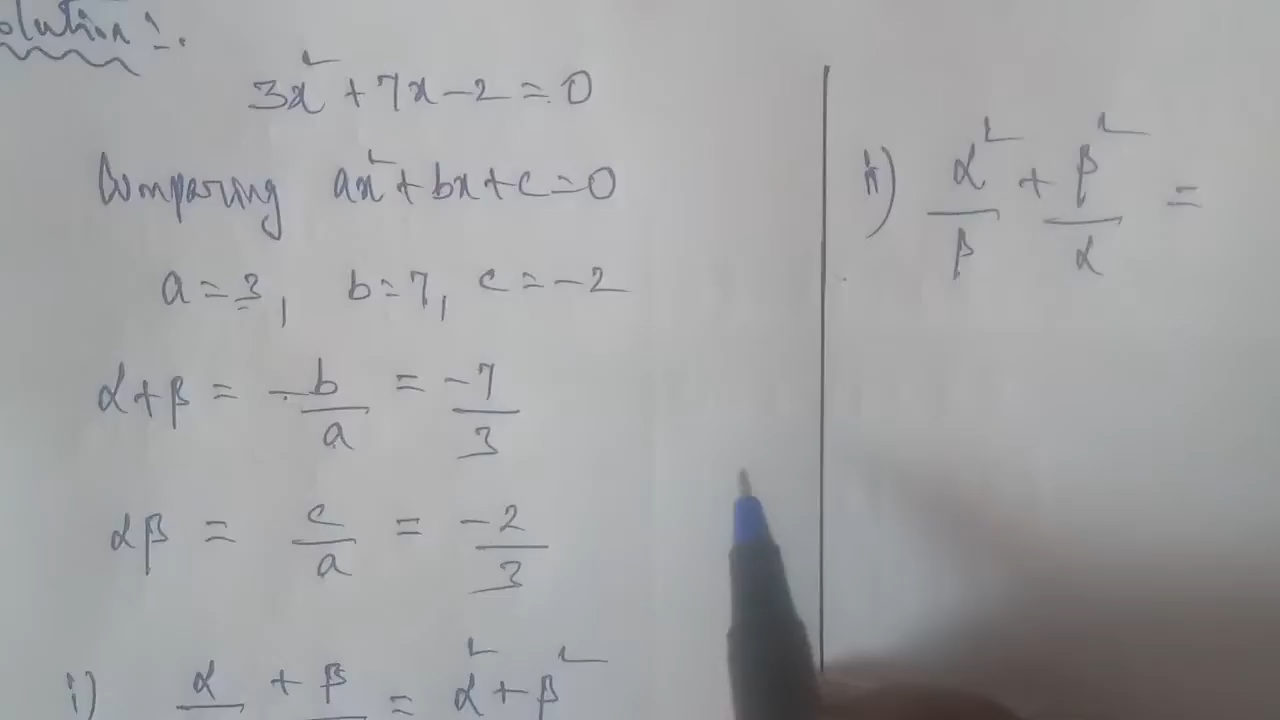 olution:-
3x² + 7x - 2 = 0
Comparing ax² + bx + c = 0
a = 3, b = 7, c = -2
α + β = -b/a = -7/3
αβ = c/a = -2/3
i) α/ + β/ = α² + β²
ii) α²/β + β²/α =